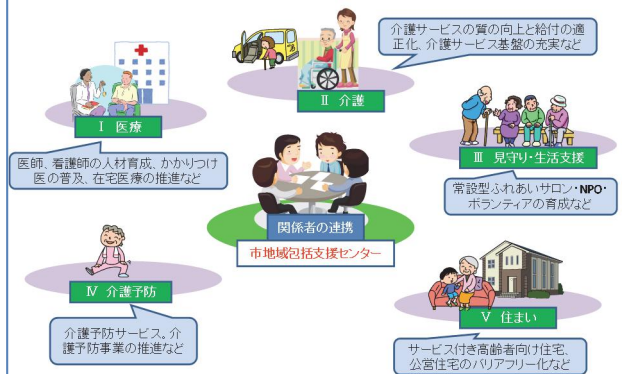 介護サービスの質の向上と給付の適
正化、介護サービス基盤の充実など
Ⅱ 介護
Ⅰ 医療
医師、看護師の人材育成、かかりつけ
医の普及、在宅医療の推進など
Ⅲ 見守り・生活支援
常設型ふれあいサロン・NPO・
ボランティアの育成など
関係者の連携
市地域包括支援センター
Ⅳ 介護予防
介護予防サービス。介
護予防事業の推進など
Ⅴ 住まい
サービス付き高齢者向け住宅、
公営住宅のバリアフリー化など